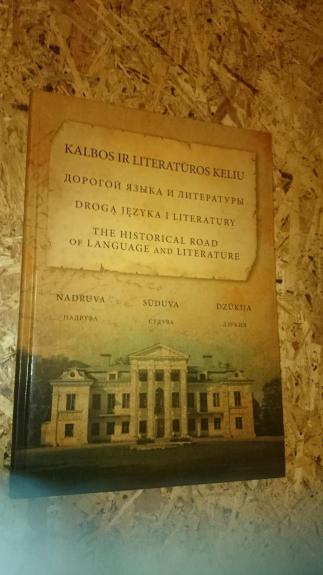 KALBOS IR LITERATŪROS KELIU
ДОРОГОЙ ЯЗЫКА И ЛИТЕРАТУРЫ
DROGĄ JĘZYKA I LITERATURY
THE HISTORICAL ROAD
OF LANGUAGE AND LITERATURE
NADRUVA SŪDUVA DZŪKIJA
НАДРУВА СУДУВА ДЗУКИЯ